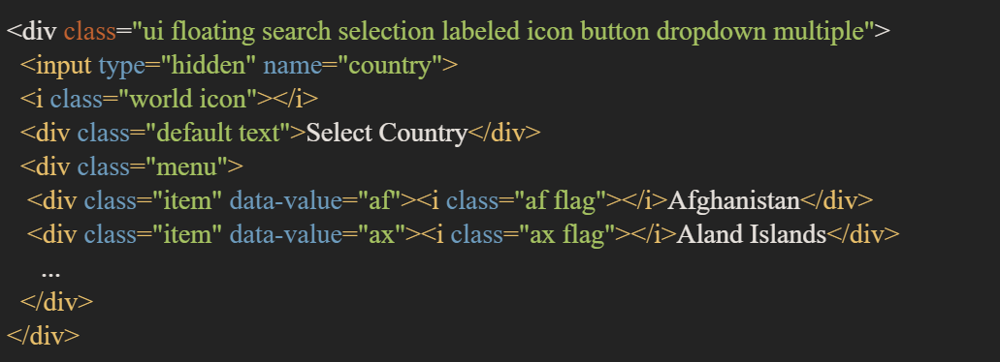 <div class="ui floating search selection labeled icon button dropdown multiple">
<input type="hidden" name="country">
<i class="world icon"></i>
<div class="default text">Select Country</div>
<div class="menu">
<div class="item" data-value="af"><i class="af flag"></i>Afghanistan</div>
<div class="item" data-value="ax"><i class="ax flag"></i>Aland Islands</div>
...
</div>
</div>